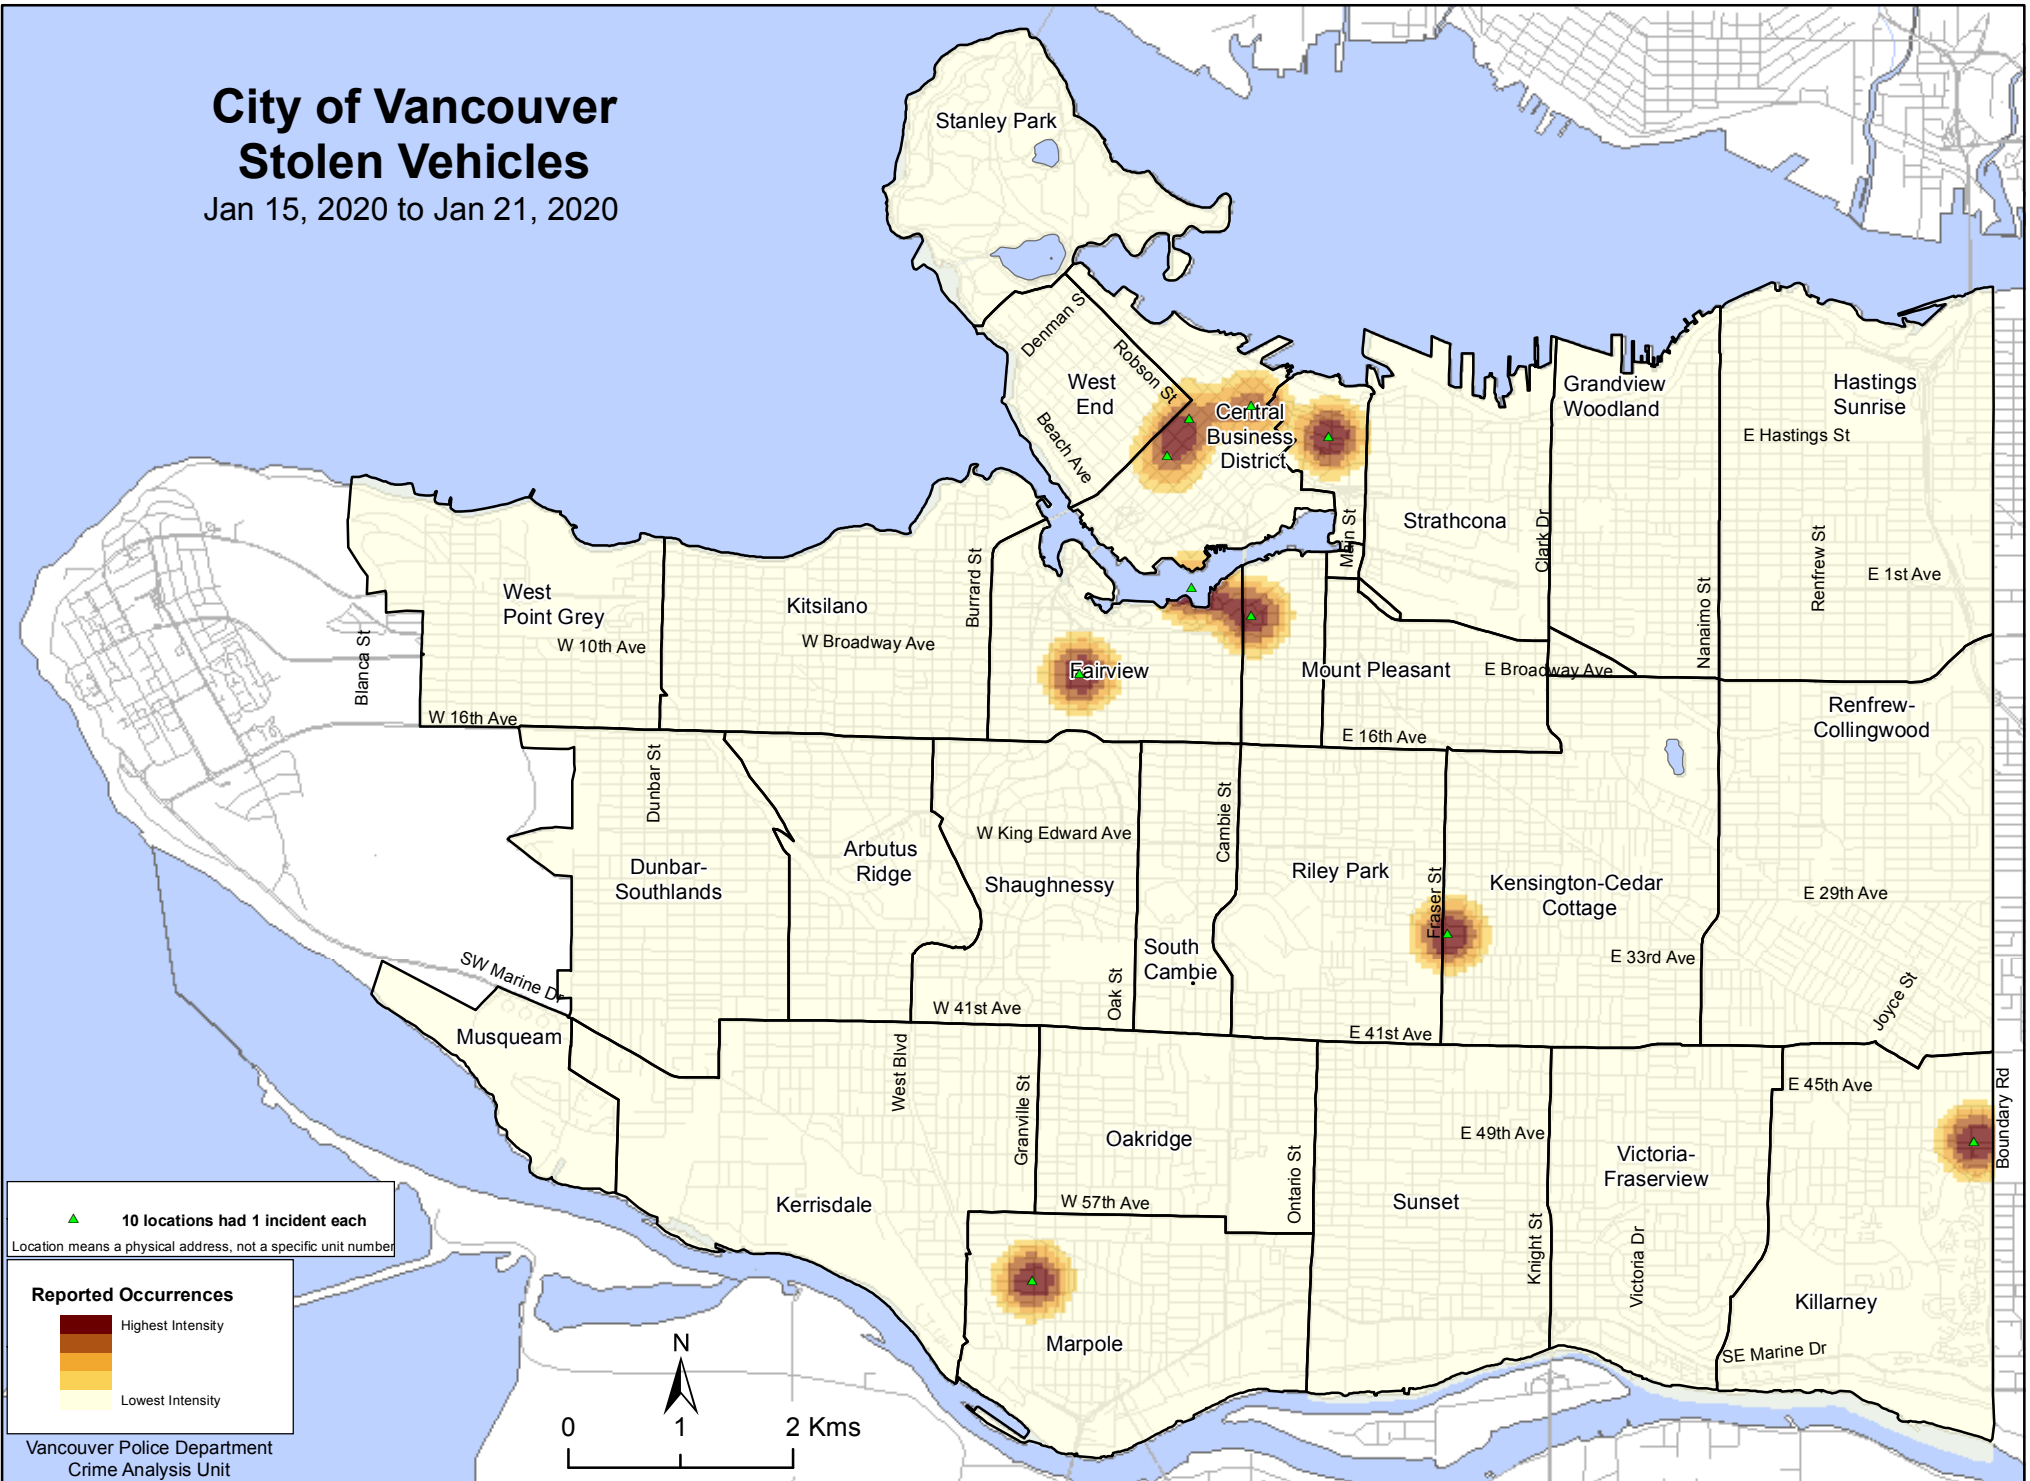 City of Vancouver
Stolen Vehicles
Jan 15, 2020 to Jan 21, 2020
Stanley Park
Denman S
Robson St
West
End
Beach Ave
Central
Business
District
Grandview
Woodland
Hastings
Sunrise
E Hastings St
Strathcona
Main St
Clark Dr
Nanaimo St
Renfrew St
E 1st Ave
West
Point Grey
W 10th Ave
Blanca St
W 16th Ave
Kitsilano
W Broadway Ave
Burrard St
Fairview
Mount Pleasant
E Broadway Ave
E 16th Ave
Renfrew-
Collingwood
Dunbar St
Dunbar-
Southlands
Arbutus
Ridge
W King Edward Ave
Shaughnessy
Cambie St
South
Cambie
Oak St
W 41st Ave
Riley Park
Fraser St
Kensington-Cedar
Cottage
E 29th Ave
E 33rd Ave
Joyce St
E 41st Ave
SW Marine Dr
Musqueam
West Blvd
Granville St
Oakridge
W 57th Ave
Ontario St
Kerrisdale
E 49th Ave
Sunset
Knight St
Victoria-
Fraserview
Victoria Dr
E 45th Ave
Boundary Rd
Killarney
SE Marine Dr
Marpole
10 locations had 1 incident each
Location means a physical address, not a specific unit number
Reported Occurrences
Highest Intensity
Lowest Intensity
Vancouver Police Department
Crime Analysis Unit
N
0 1 2 Kms